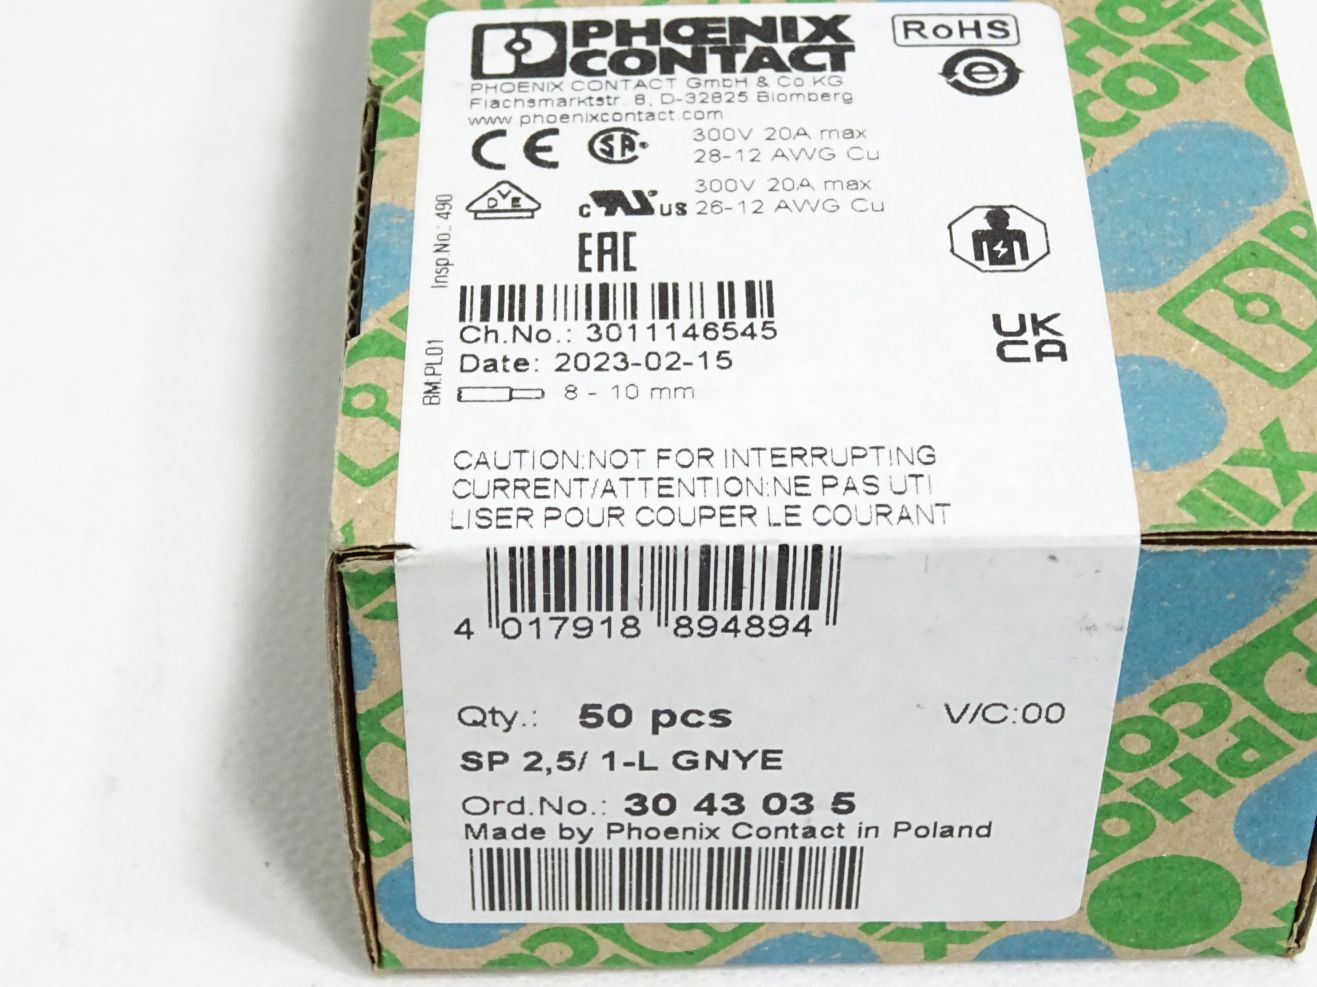 PHOENIX
CONTACT
RoHS
e
PHOENIX CONTACT GmbH & Co.KG
Flachsmarktstr. 8, D-32825 Blomberg
www.phoenixcontact.com
CE SA 300V 20A max
28-12 AWG Cu
DVE c US 300V 20A max.
26-12 AWG Cu
EAC
Insp.No.: 490
BM:PL01
Ch.No.: 3011146545
Date: 2023-02-15
8 - 10 mm
UK
CA
CAUTION:NOT FOR INTERRUPTING
CURRENT/ATTENTION:NE PAS UTI
LISER POUR COUPER LE COURANT
4 017918 894894
Qty.: 50 pcs V/C:00
SP 2,5/ 1-L GNYE
Ord.No.: 30 43 03 5
Made by Phoenix Contact in Poland